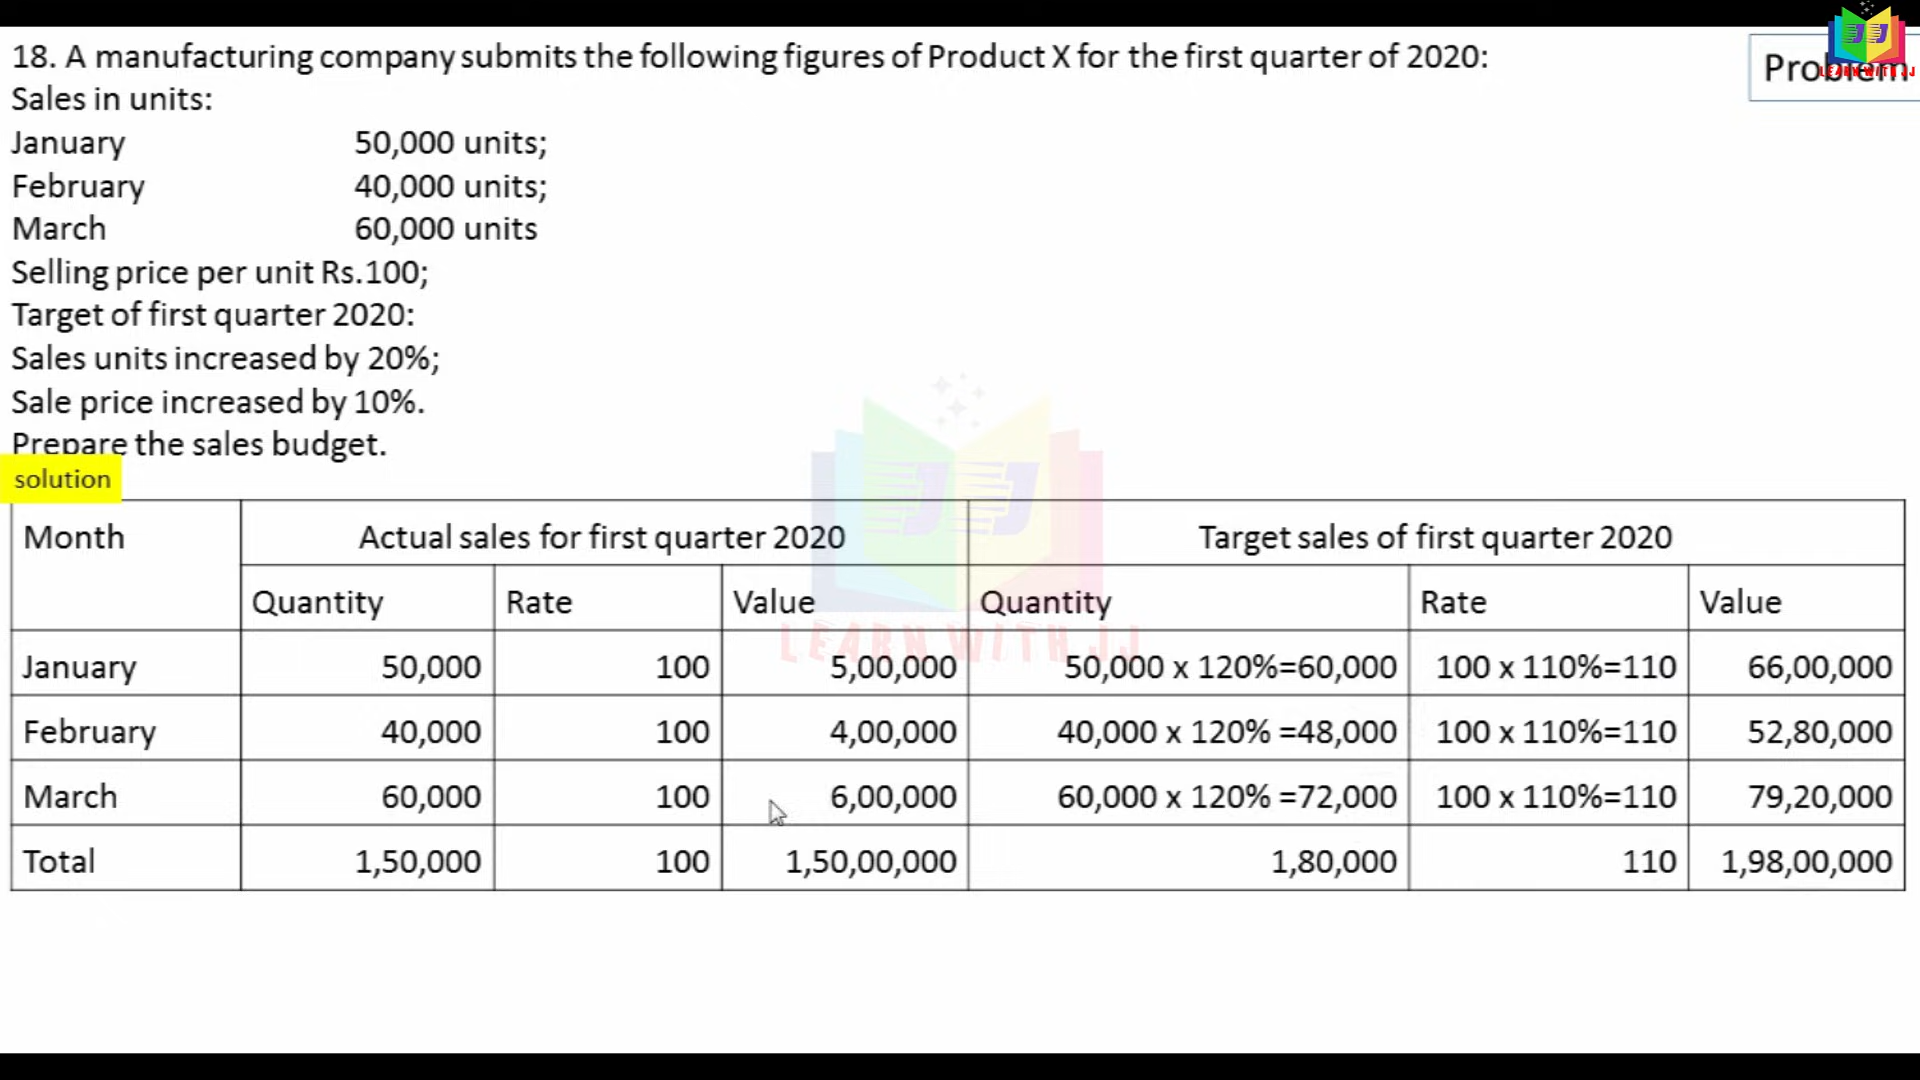 18. A manufacturing company submits the following figures of Product X for the first quarter of 2020:
Problem
LEARN WITH JJ
Sales in units:
January 50,000 units;
February 40,000 units;
March 60,000 units
Selling price per unit Rs.100;
Target of first quarter 2020:
Sales units increased by 20%;
Sale price increased by 10%.
Prepare the sales budget.
solution
Month Actual sales for first quarter 2020 Target sales of first quarter 2020
Quantity Rate Value Quantity Rate Value
LEARN WITH JJ
January 50,000 100 5,00,000 50,000 x 120%=60,000 100 x 110%=110 66,00,000
February 40,000 100 4,00,000 40,000 x 120% =48,000 100 x 110%=110 52,80,000
March 60,000 100 6,00,000 60,000 x 120% =72,000 100 x 110%=110 79,20,000
Total 1,50,000 100 1,50,00,000 1,80,000 110 1,98,00,000